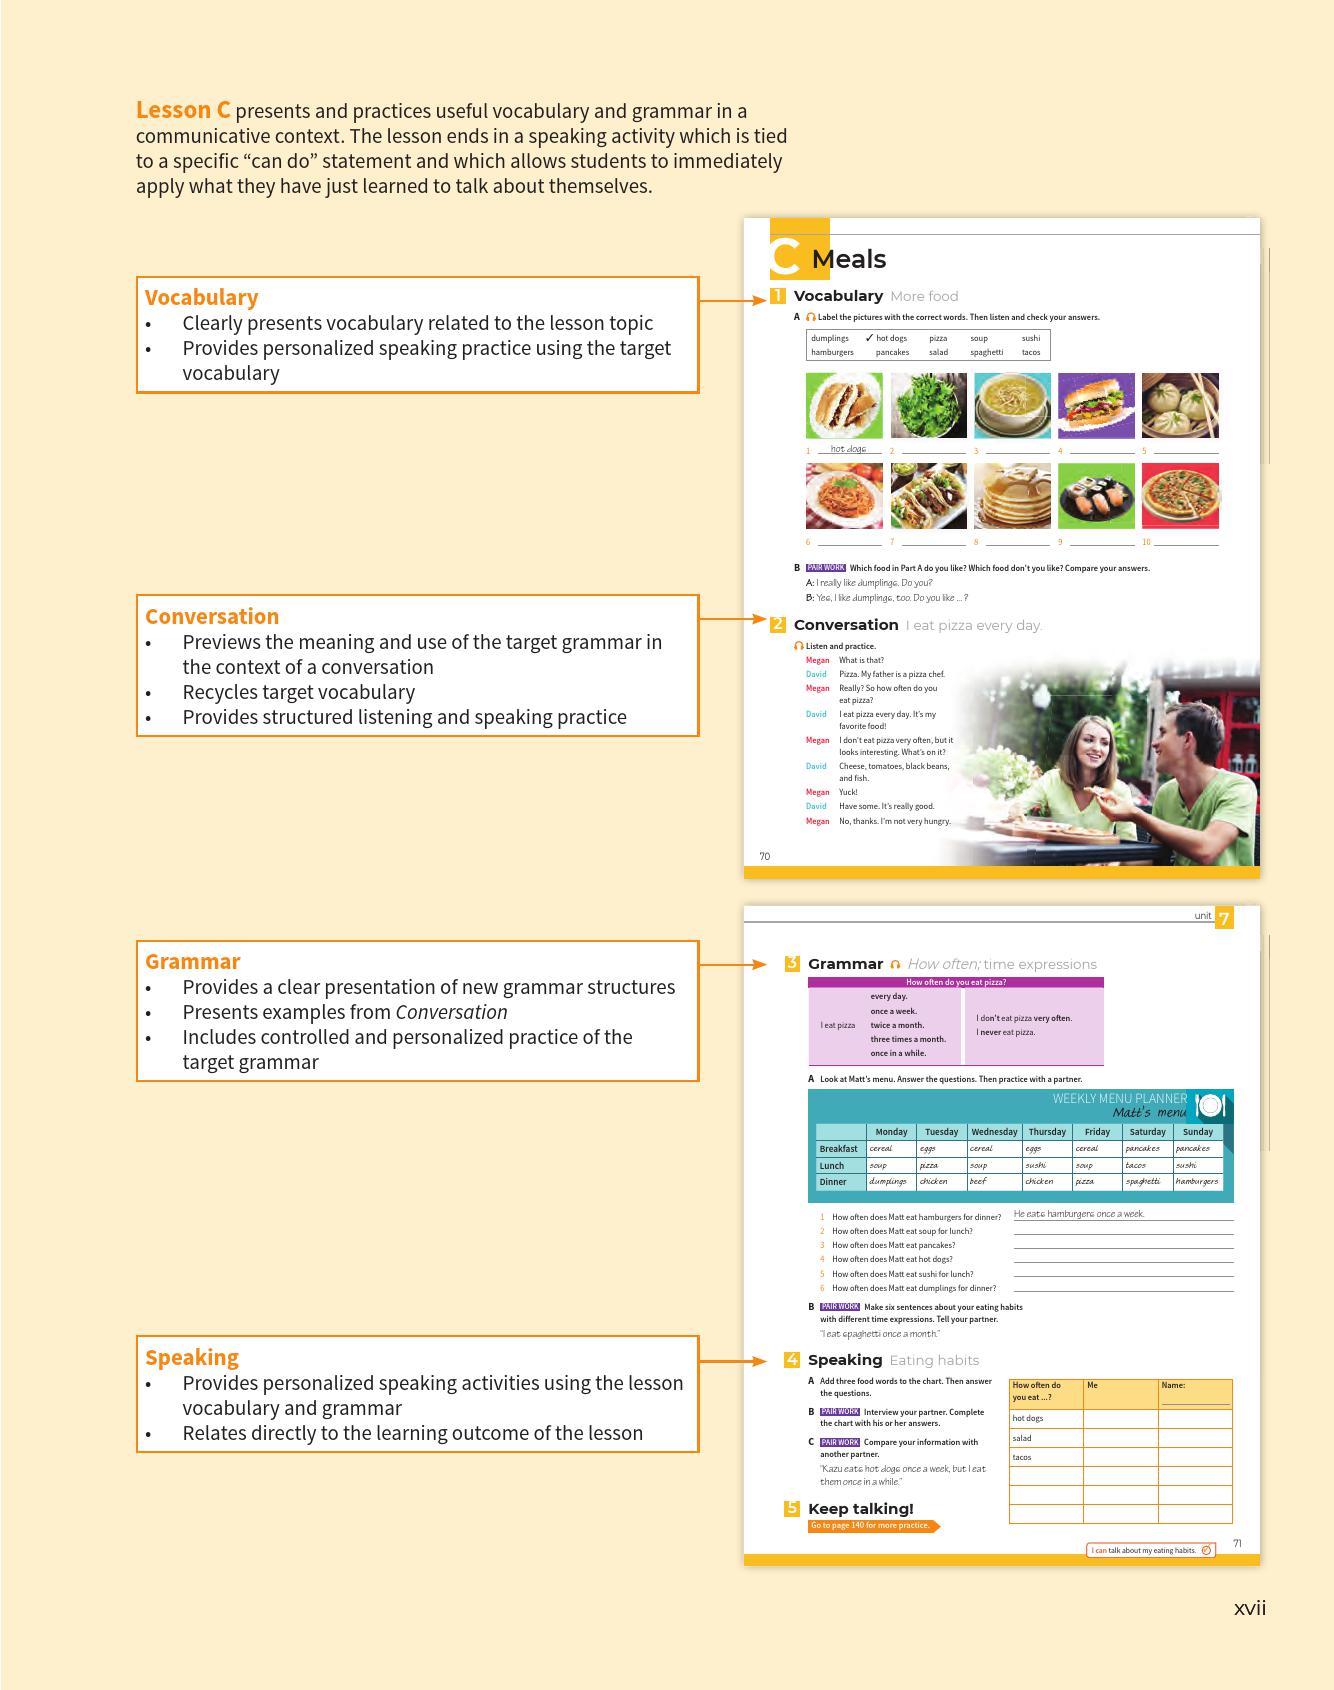 Lesson C presents and practices useful vocabulary and grammar in a
communicative context. The lesson ends in a speaking activity which is tied
to a specific “can do” statement and which allows students to immediately
apply what they have just learned to talk about themselves.
Vocabulary
• Clearly presents vocabulary related to the lesson topic
• Provides personalized speaking practice using the target
vocabulary
Conversation
• Previews the meaning and use of the target grammar in
the context of a conversation
• Recycles target vocabulary
• Provides structured listening and speaking practice
Grammar
• Provides a clear presentation of new grammar structures
• Presents examples from Conversation
• Includes controlled and personalized practice of the
target grammar
Speaking
• Provides personalized speaking activities using the lesson
vocabulary and grammar
• Relates directly to the learning outcome of the lesson
C Meals
1 Vocabulary More food
A Label the pictures with the correct words. Then listen and check your answers.
dumplings ✓ hot dogs pizza soup sushi
hamburgers pancakes salad spaghetti tacos
1 hot dogs 2 3 4 5
6 7 8 9 10
B PAIR WORK Which food in Part A do you like? Which food don't you like? Compare your answers.
A: I really like dumplings. Do you?
B: Yes, I like dumplings, too. Do you like ... ?
2 Conversation I eat pizza every day.
Listen and practice.
Megan What is that?
David Pizza. My father is a pizza chef.
Megan Really? So how often do you
eat pizza?
David I eat pizza every day. It's my
favorite food!
Megan I don't eat pizza very often, but it
looks interesting. What's on it?
David Cheese, tomatoes, black beans,
and fish.
Megan Yuck!
David Have some. It's really good.
Megan No, thanks. I'm not very hungry.
70
unit 7
3 Grammar How often; time expressions
How often do you eat pizza?
I eat pizza
every day.
once a week.
twice a month.
three times a month.
once in a while.
I don't eat pizza very often.
I never eat pizza.
A Look at Matt's menu. Answer the questions. Then practice with a partner.
WEEKLY MENU PLANNER
Matt's menu
Monday Tuesday Wednesday Thursday Friday Saturday Sunday
Breakfast cereal eggs cereal eggs cereal pancakes pancakes
Lunch soup pizza soup sushi soup tacos sushi
Dinner dumplings chicken beef chicken pizza spaghetti hamburgers
1 How often does Matt eat hamburgers for dinner? He eats hamburgers once a week.
2 How often does Matt eat soup for lunch?
3 How often does Matt eat pancakes?
4 How often does Matt eat hot dogs?
5 How often does Matt eat sushi for lunch?
6 How often does Matt eat dumplings for dinner?
B PAIR WORK Make six sentences about your eating habits
with different time expressions. Tell your partner.
“I eat spaghetti once a month.”
4 Speaking Eating habits
A Add three food words to the chart. Then answer
the questions.
B PAIR WORK Interview your partner. Complete
the chart with his or her answers.
C PAIR WORK Compare your information with
another partner.
“Kazu eats hot dogs once a week, but I eat
them once in a while.”
How often do Me Name:
you eat ...?
hot dogs
salad
tacos
5 Keep talking!
Go to page 140 for more practice.
I can talk about my eating habits.
71
xvii